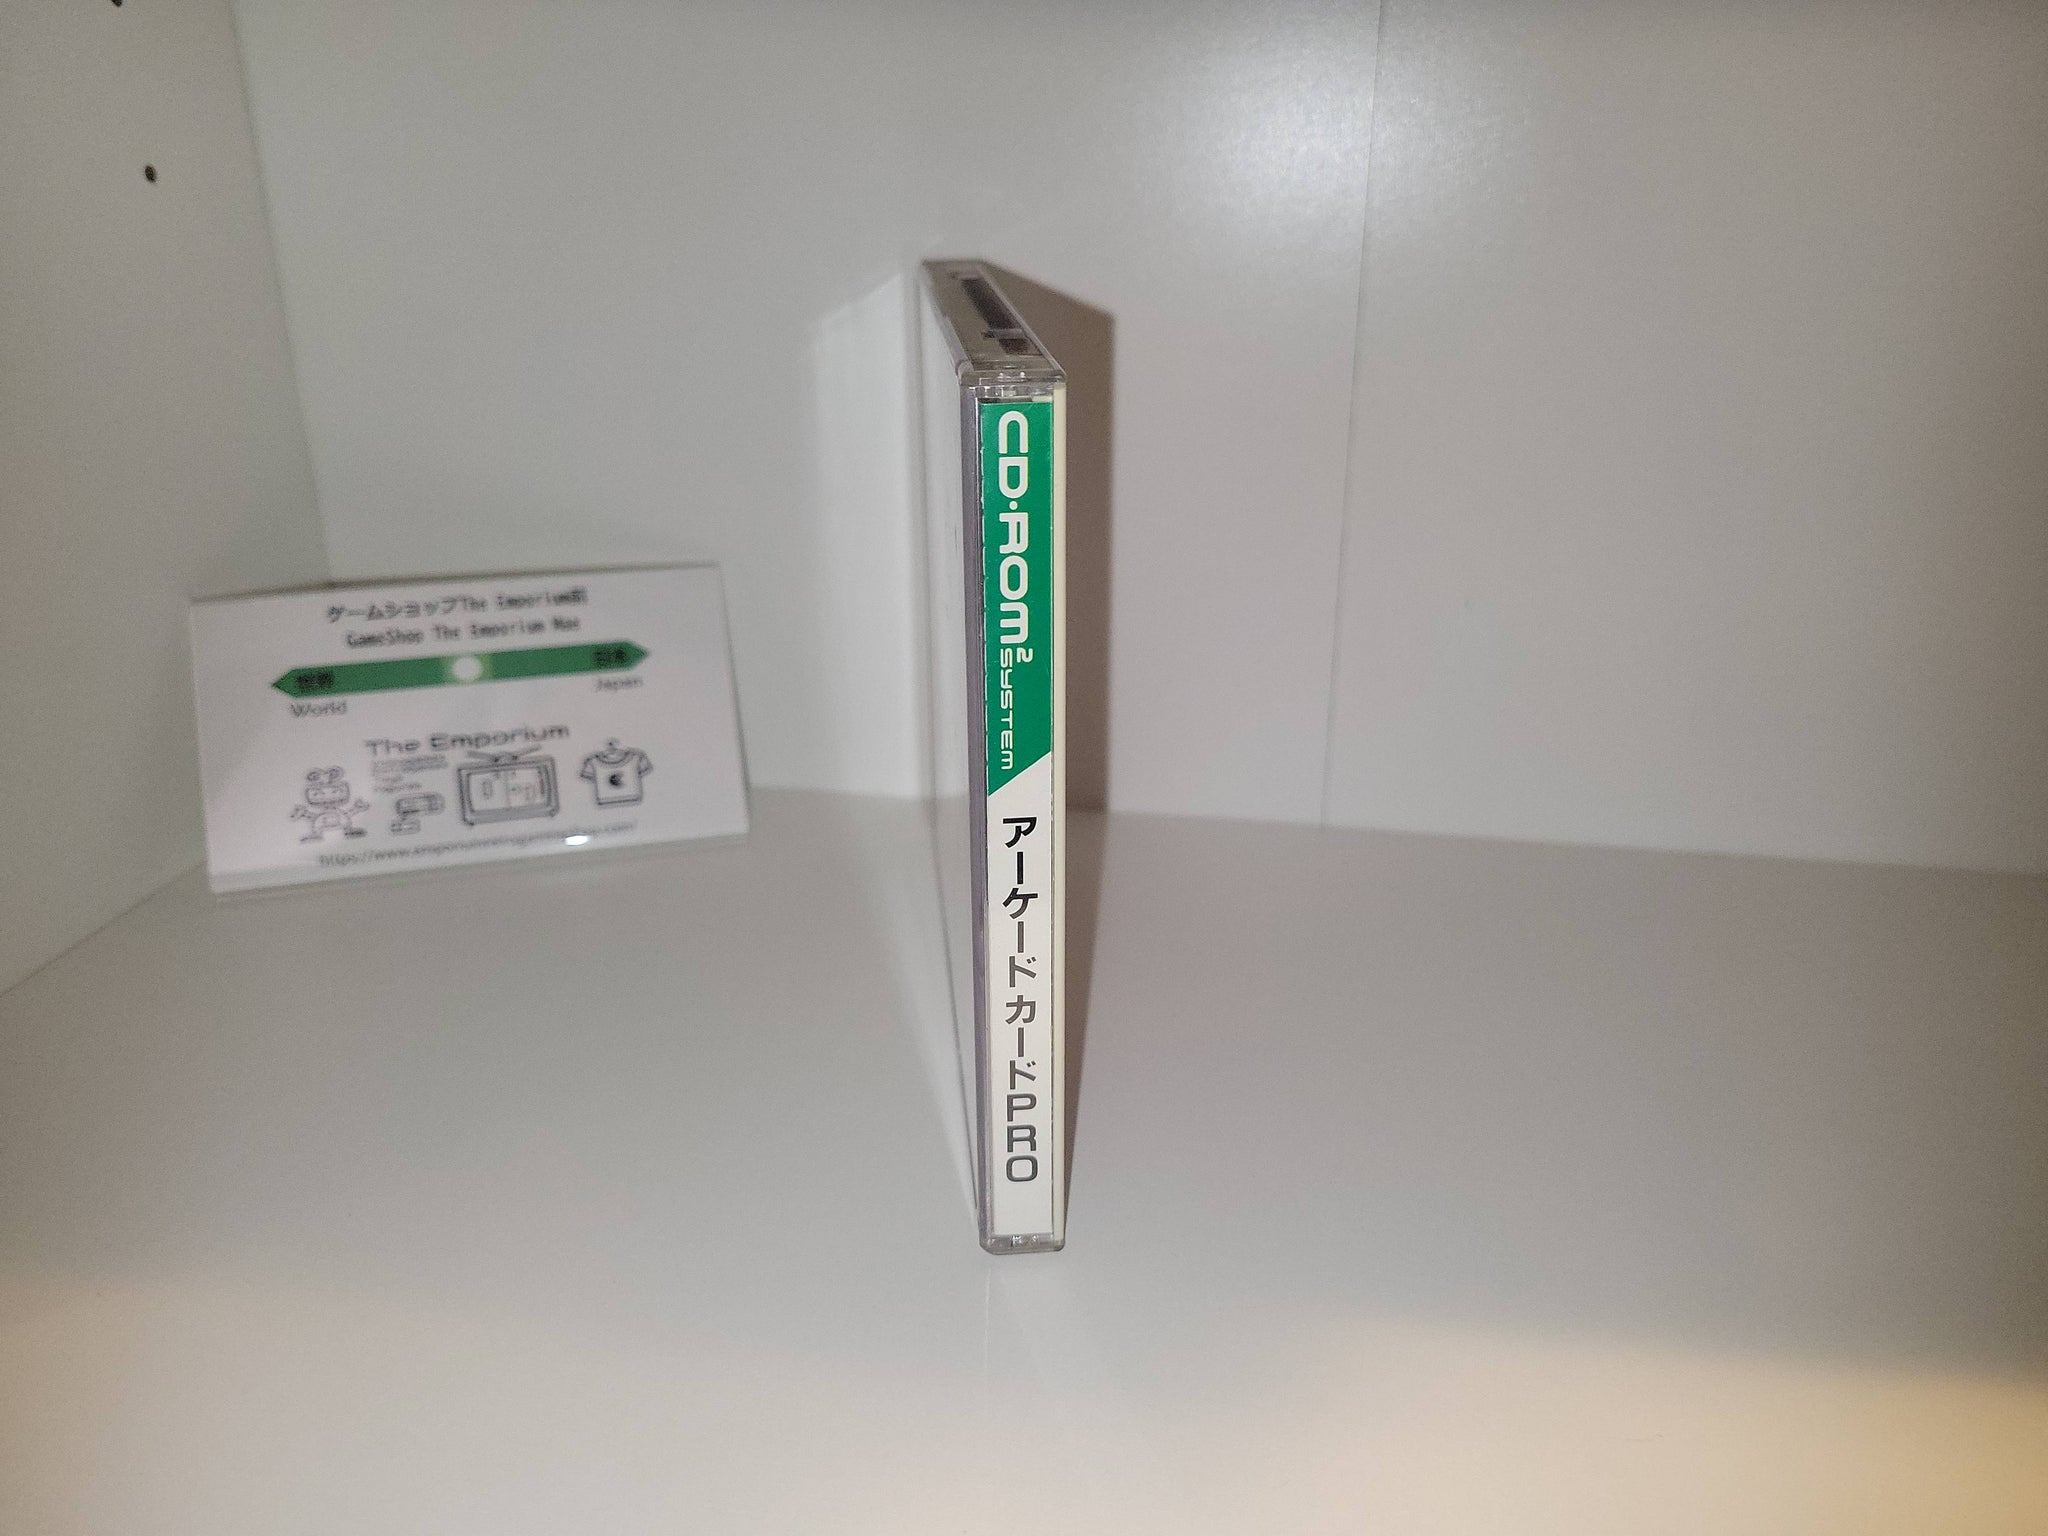 ゲームショップThe Emporium前
GameShop The Emporium Mae
世界
日本
World
Japan
The Emporium
CD・ROM² SYSTEM
アーケードカードPRO